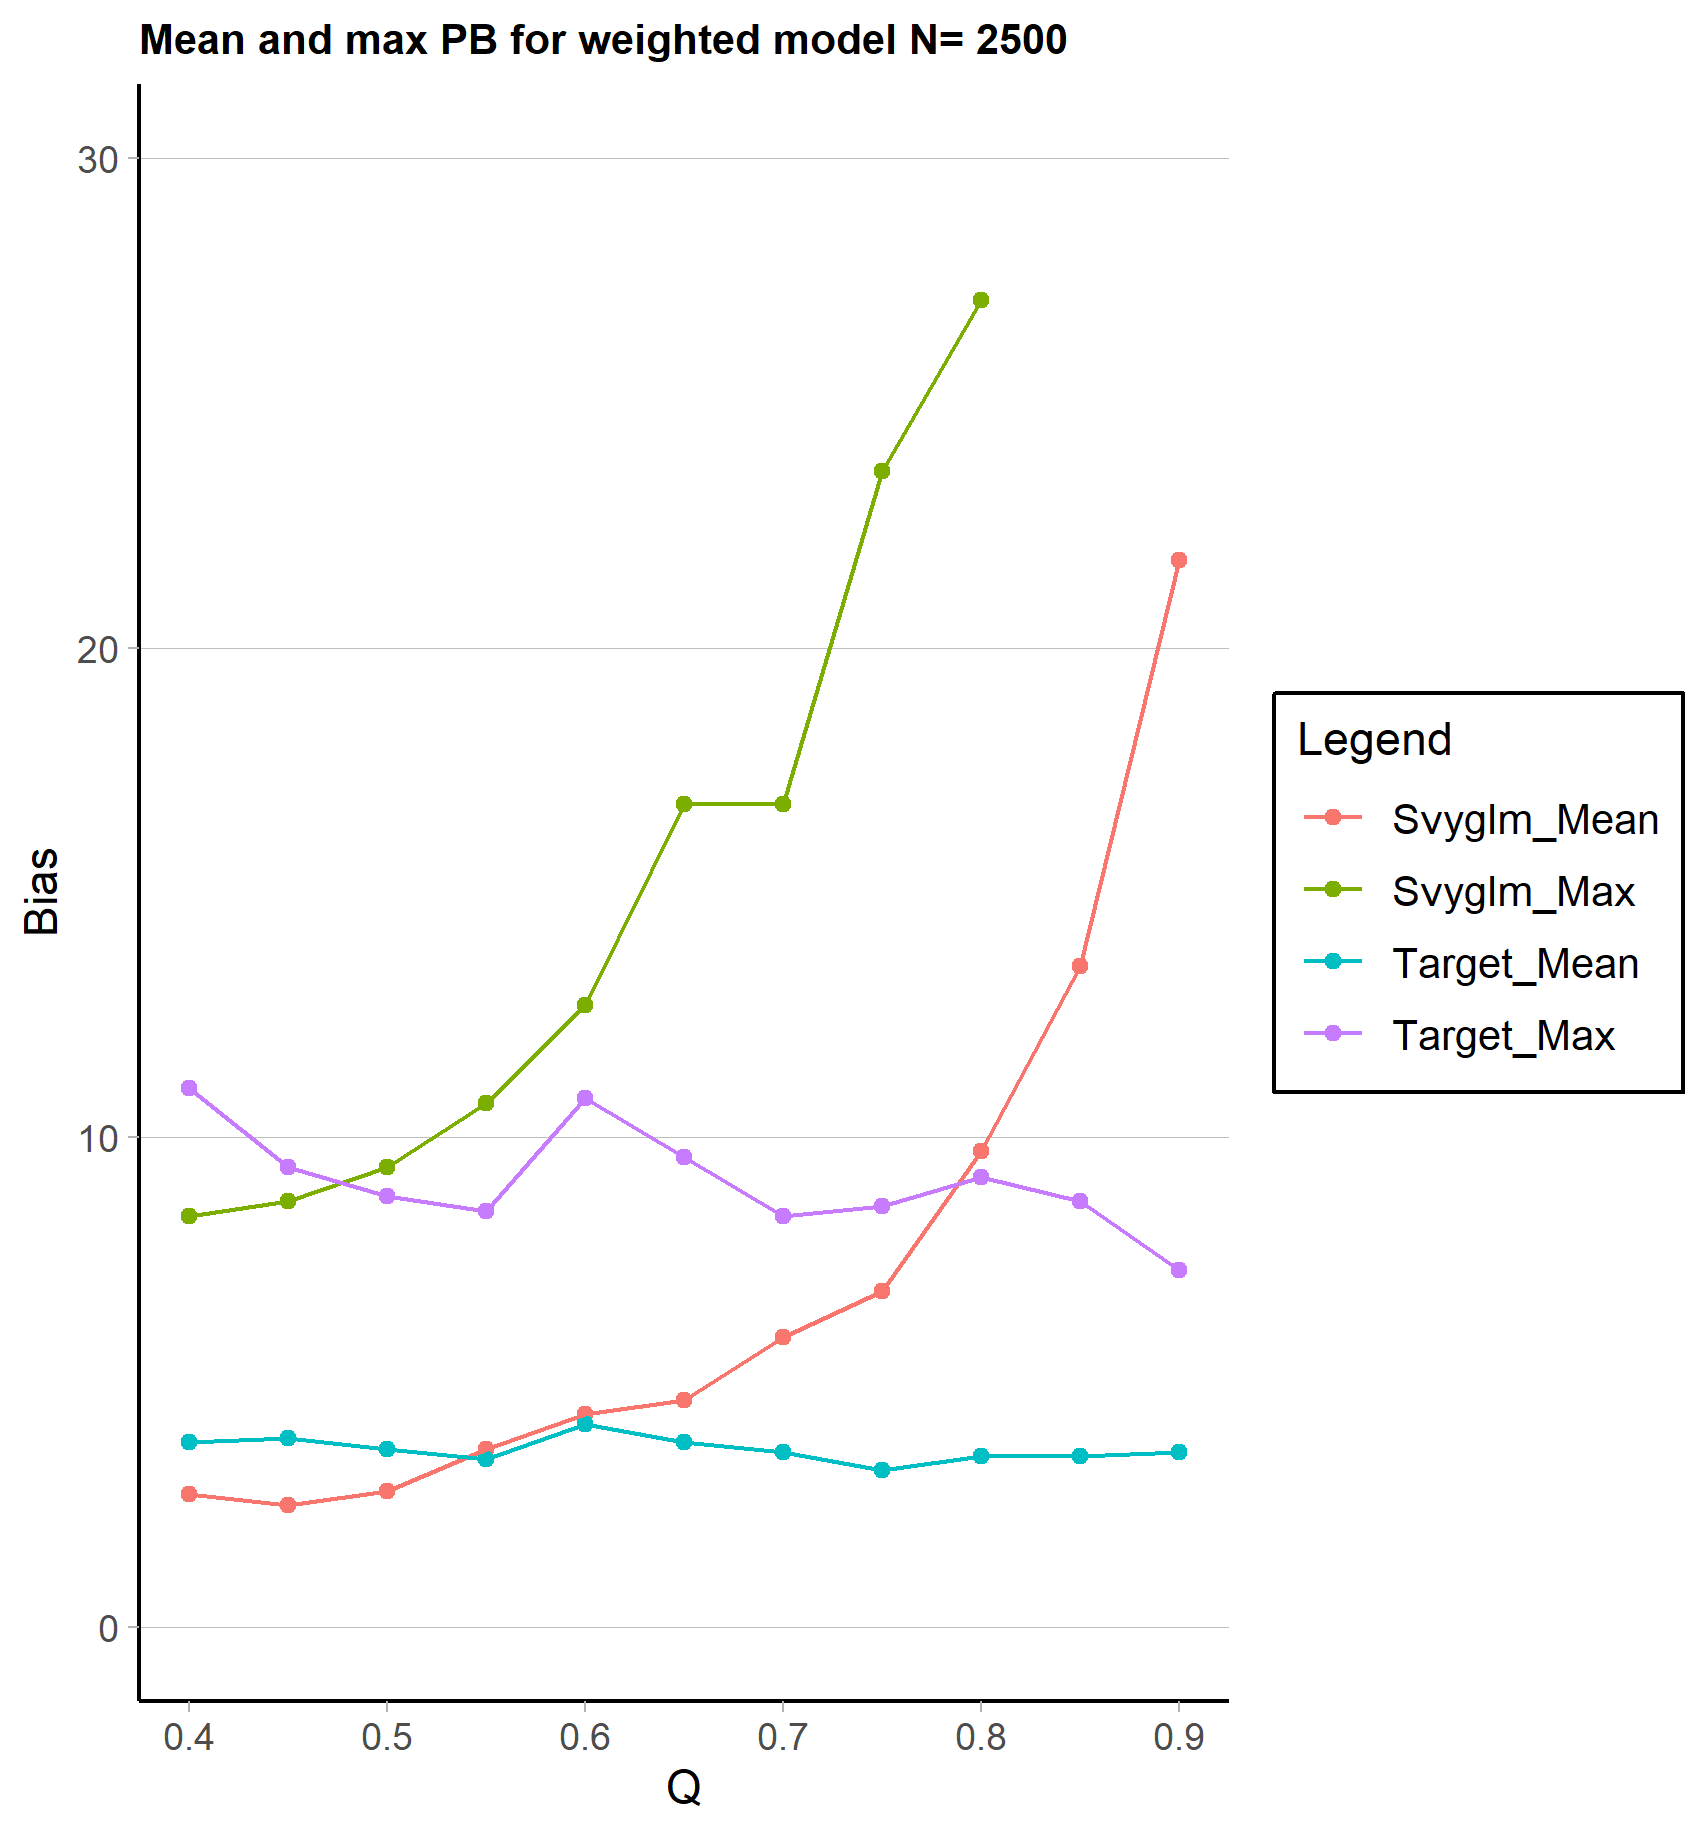 Mean and max PB for weighted model N= 2500
30
20
10
0
Bias
0.4 0.5 0.6 0.7 0.8 0.9
Q
Legend
Svyglm_Mean
Svyglm_Max
Target_Mean
Target_Max